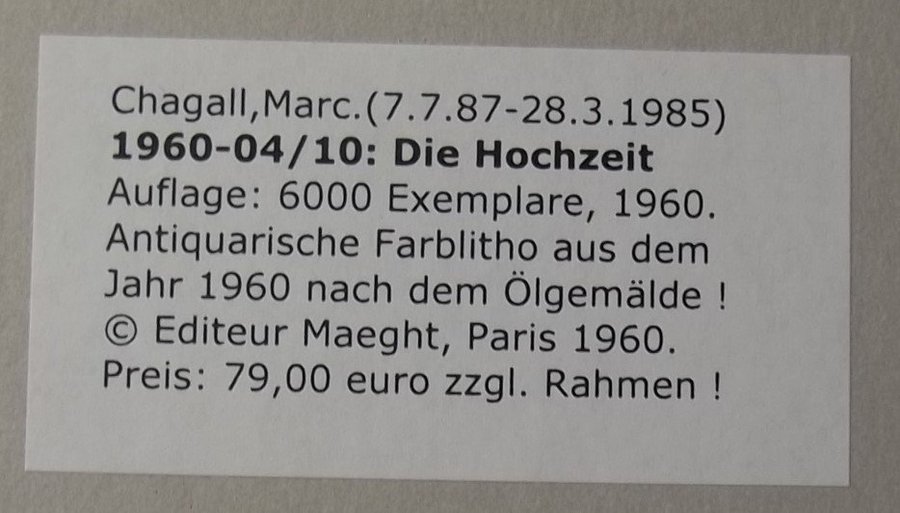 Chagall,Marc.(7.7.87-28.3.1985)
1960-04/10: Die Hochzeit
Auflage: 6000 Exemplare, 1960.
Antiquarische Farblitho aus dem
Jahr 1960 nach dem Ölgemälde !
© Editeur Maeght, Paris 1960.
Preis: 79,00 euro zzgl. Rahmen !